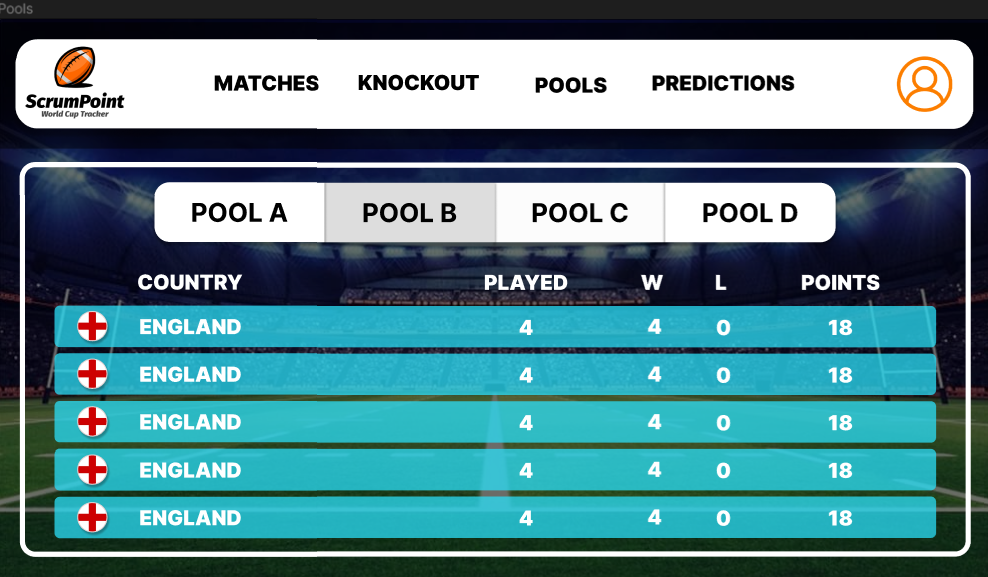 Pools
MATCHES KNOCKOUT POOLS PREDICTIONS
ScrumPoint
World Cup Tracker
POOL A POOL B POOL C POOL D
COUNTRY PLAYED W L POINTS
ENGLAND 4 4 0 18
ENGLAND 4 4 0 18
ENGLAND 4 4 0 18
ENGLAND 4 4 0 18
ENGLAND 4 4 0 18